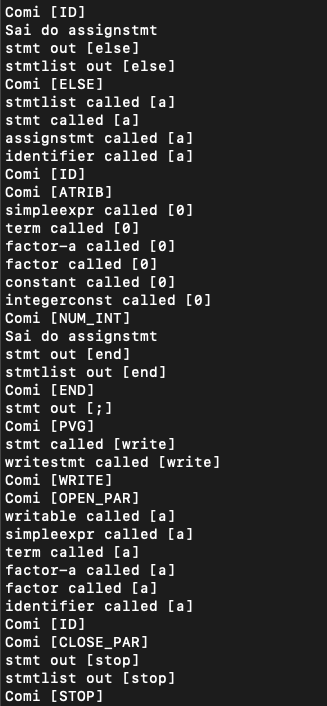 Comi [ID]
Sai do assignstmt
stmt out [else]
stmtlist out [else]
Comi [ELSE]
stmtlist called [a]
stmt called [a]
assignstmt called [a]
identifier called [a]
Comi [ID]
Comi [ATRIB]
simpleexpr called [0]
term called [0]
factor-a called [0]
factor called [0]
constant called [0]
integerconst called [0]
Comi [NUM_INT]
Sai do assignstmt
stmt out [end]
stmtlist out [end]
Comi [END]
stmt out [;]
Comi [PVG]
stmt called [write]
writestmt called [write]
Comi [WRITE]
Comi [OPEN_PAR]
writable called [a]
simpleexpr called [a]
term called [a]
factor-a called [a]
factor called [a]
identifier called [a]
Comi [ID]
Comi [CLOSE_PAR]
stmt out [stop]
stmtlist out [stop]
Comi [STOP]